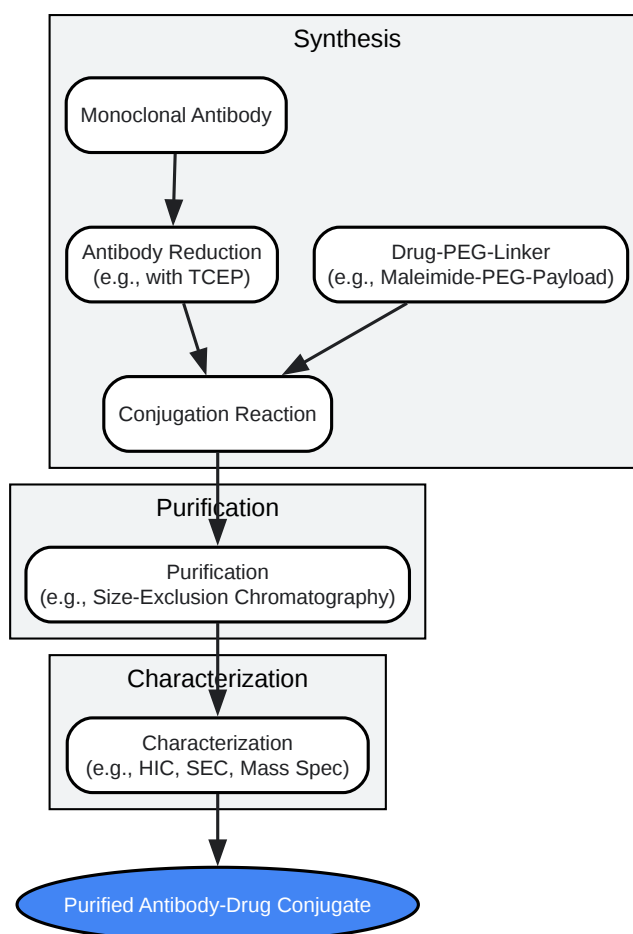 Synthesis
Monoclonal Antibody
Antibody Reduction
(e.g., with TCEP)
Drug-PEG-Linker
(e.g., Maleimide-PEG-Payload)
Conjugation Reaction
Purification
Purification
(e.g., Size-Exclusion Chromatography)
Characterization
Characterization
(e.g., HIC, SEC, Mass Spec)
Purified Antibody-Drug Conjugate